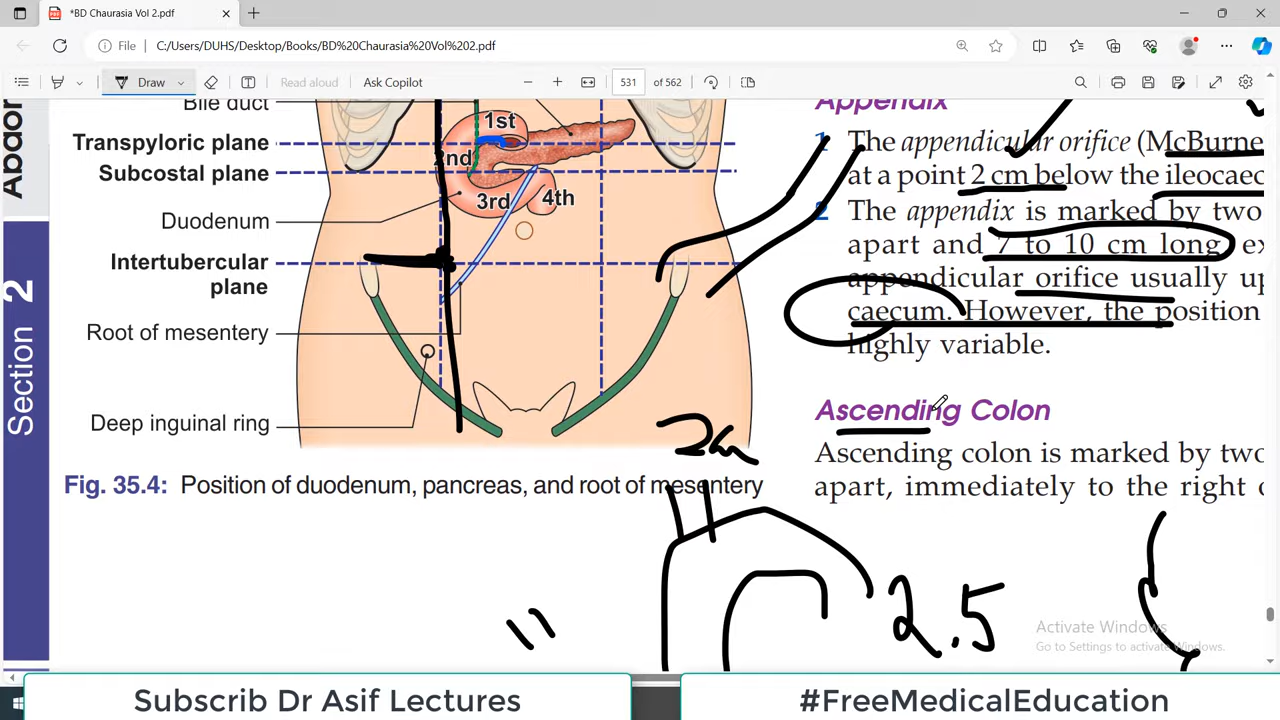 *BD Chaurasia Vol 2.pdf
File
C:/Users/DUHS/Desktop/Books/BD%20Chaurasia%20Vol%202.pdf
Draw
Read aloud
Ask Copilot
531
of 562
Abdo
Section 2
Bile duct
Transpyloric plane
Subcostal plane
Duodenum
Intertubercular
plane
Root of mesentery
Deep inguinal ring
1st
2nd
3rd
4th
Fig. 35.4: Position of duodenum, pancreas, and root of mesentery
Appendix
1 The appendicular orifice (McBurne
at a point 2 cm below the ileocaec
2 The appendix is marked by two
apart and 7 to 10 cm long ex
appendicular orifice usually up
caecum. However, the position
highly variable.
Ascending Colon
Ascending colon is marked by two
apart, immediately to the right
2.5
Activate Windows
Go to Settings to activate Windows.
Subscrib Dr Asif Lectures
#FreeMedicalEducation